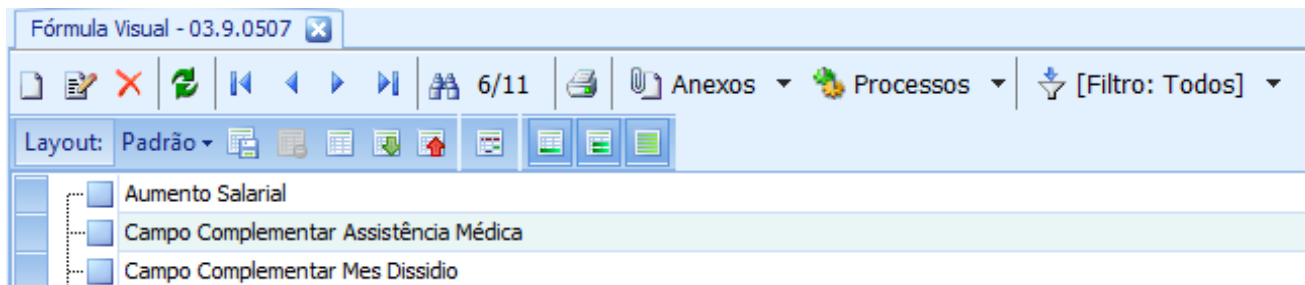 Fórmula Visual - 03.9.0507
6/11 Anexos Processos [Filtro: Todos]
Layout: Padrão
Aumento Salarial
Campo Complementar Assistência Médica
Campo Complementar Mes Dissidio